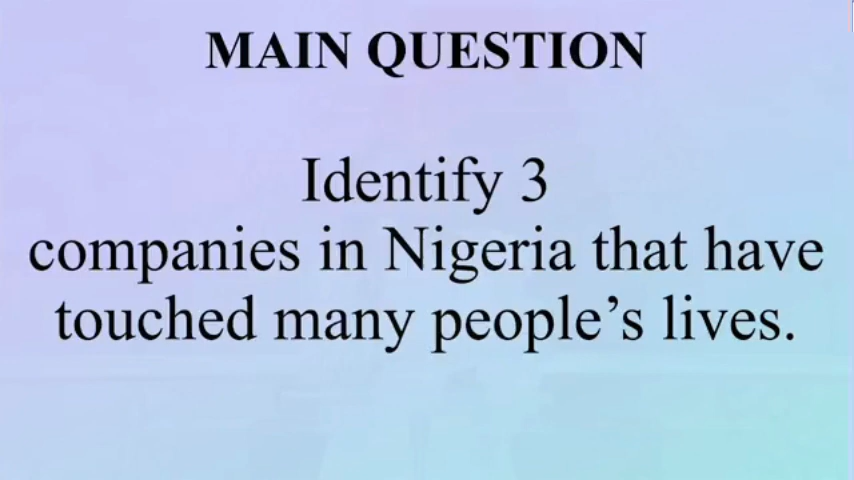 MAIN QUESTION
Identify 3
companies in Nigeria that have
touched many people’s lives.